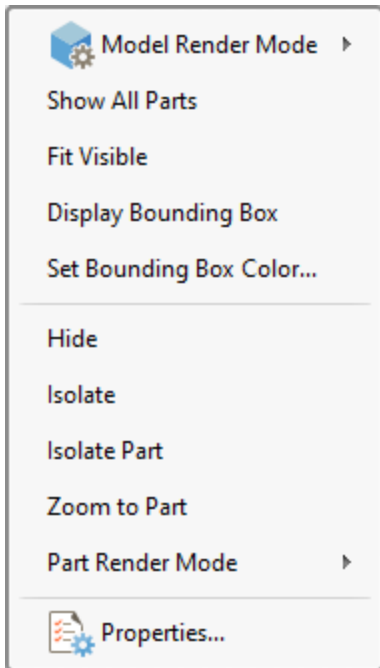 Model Render Mode
Show All Parts
Fit Visible
Display Bounding Box
Set Bounding Box Color...
Hide
Isolate
Isolate Part
Zoom to Part
Part Render Mode
Properties...